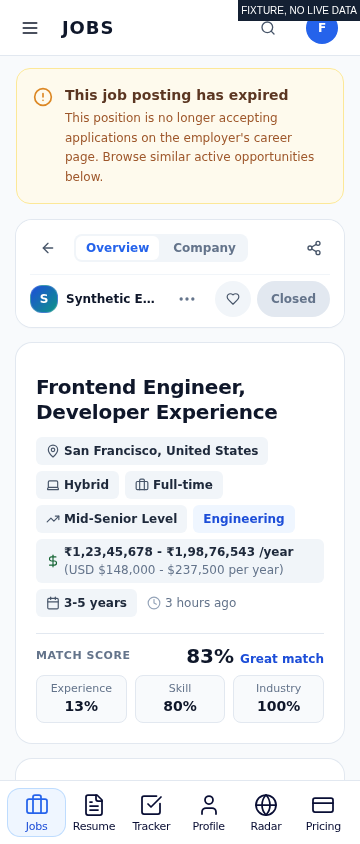 FIXTURE, NO LIVE DATA
JOBS
F
This job posting has expired
This position is no longer accepting
applications on the employer's career
page. Browse similar active opportunities
below.
Overview
Company
S
Synthetic E...
Closed
Frontend Engineer,
Developer Experience
San Francisco, United States
Hybrid
Full-time
Mid-Senior Level
Engineering
₹1,23,45,678 - ₹1,98,76,543 /year
(USD $148,000 - $237,500 per year)
3-5 years
3 hours ago
MATCH SCORE
83% Great match
Experience
13%
Skill
80%
Industry
100%
Jobs
Resume
Tracker
Profile
Radar
Pricing